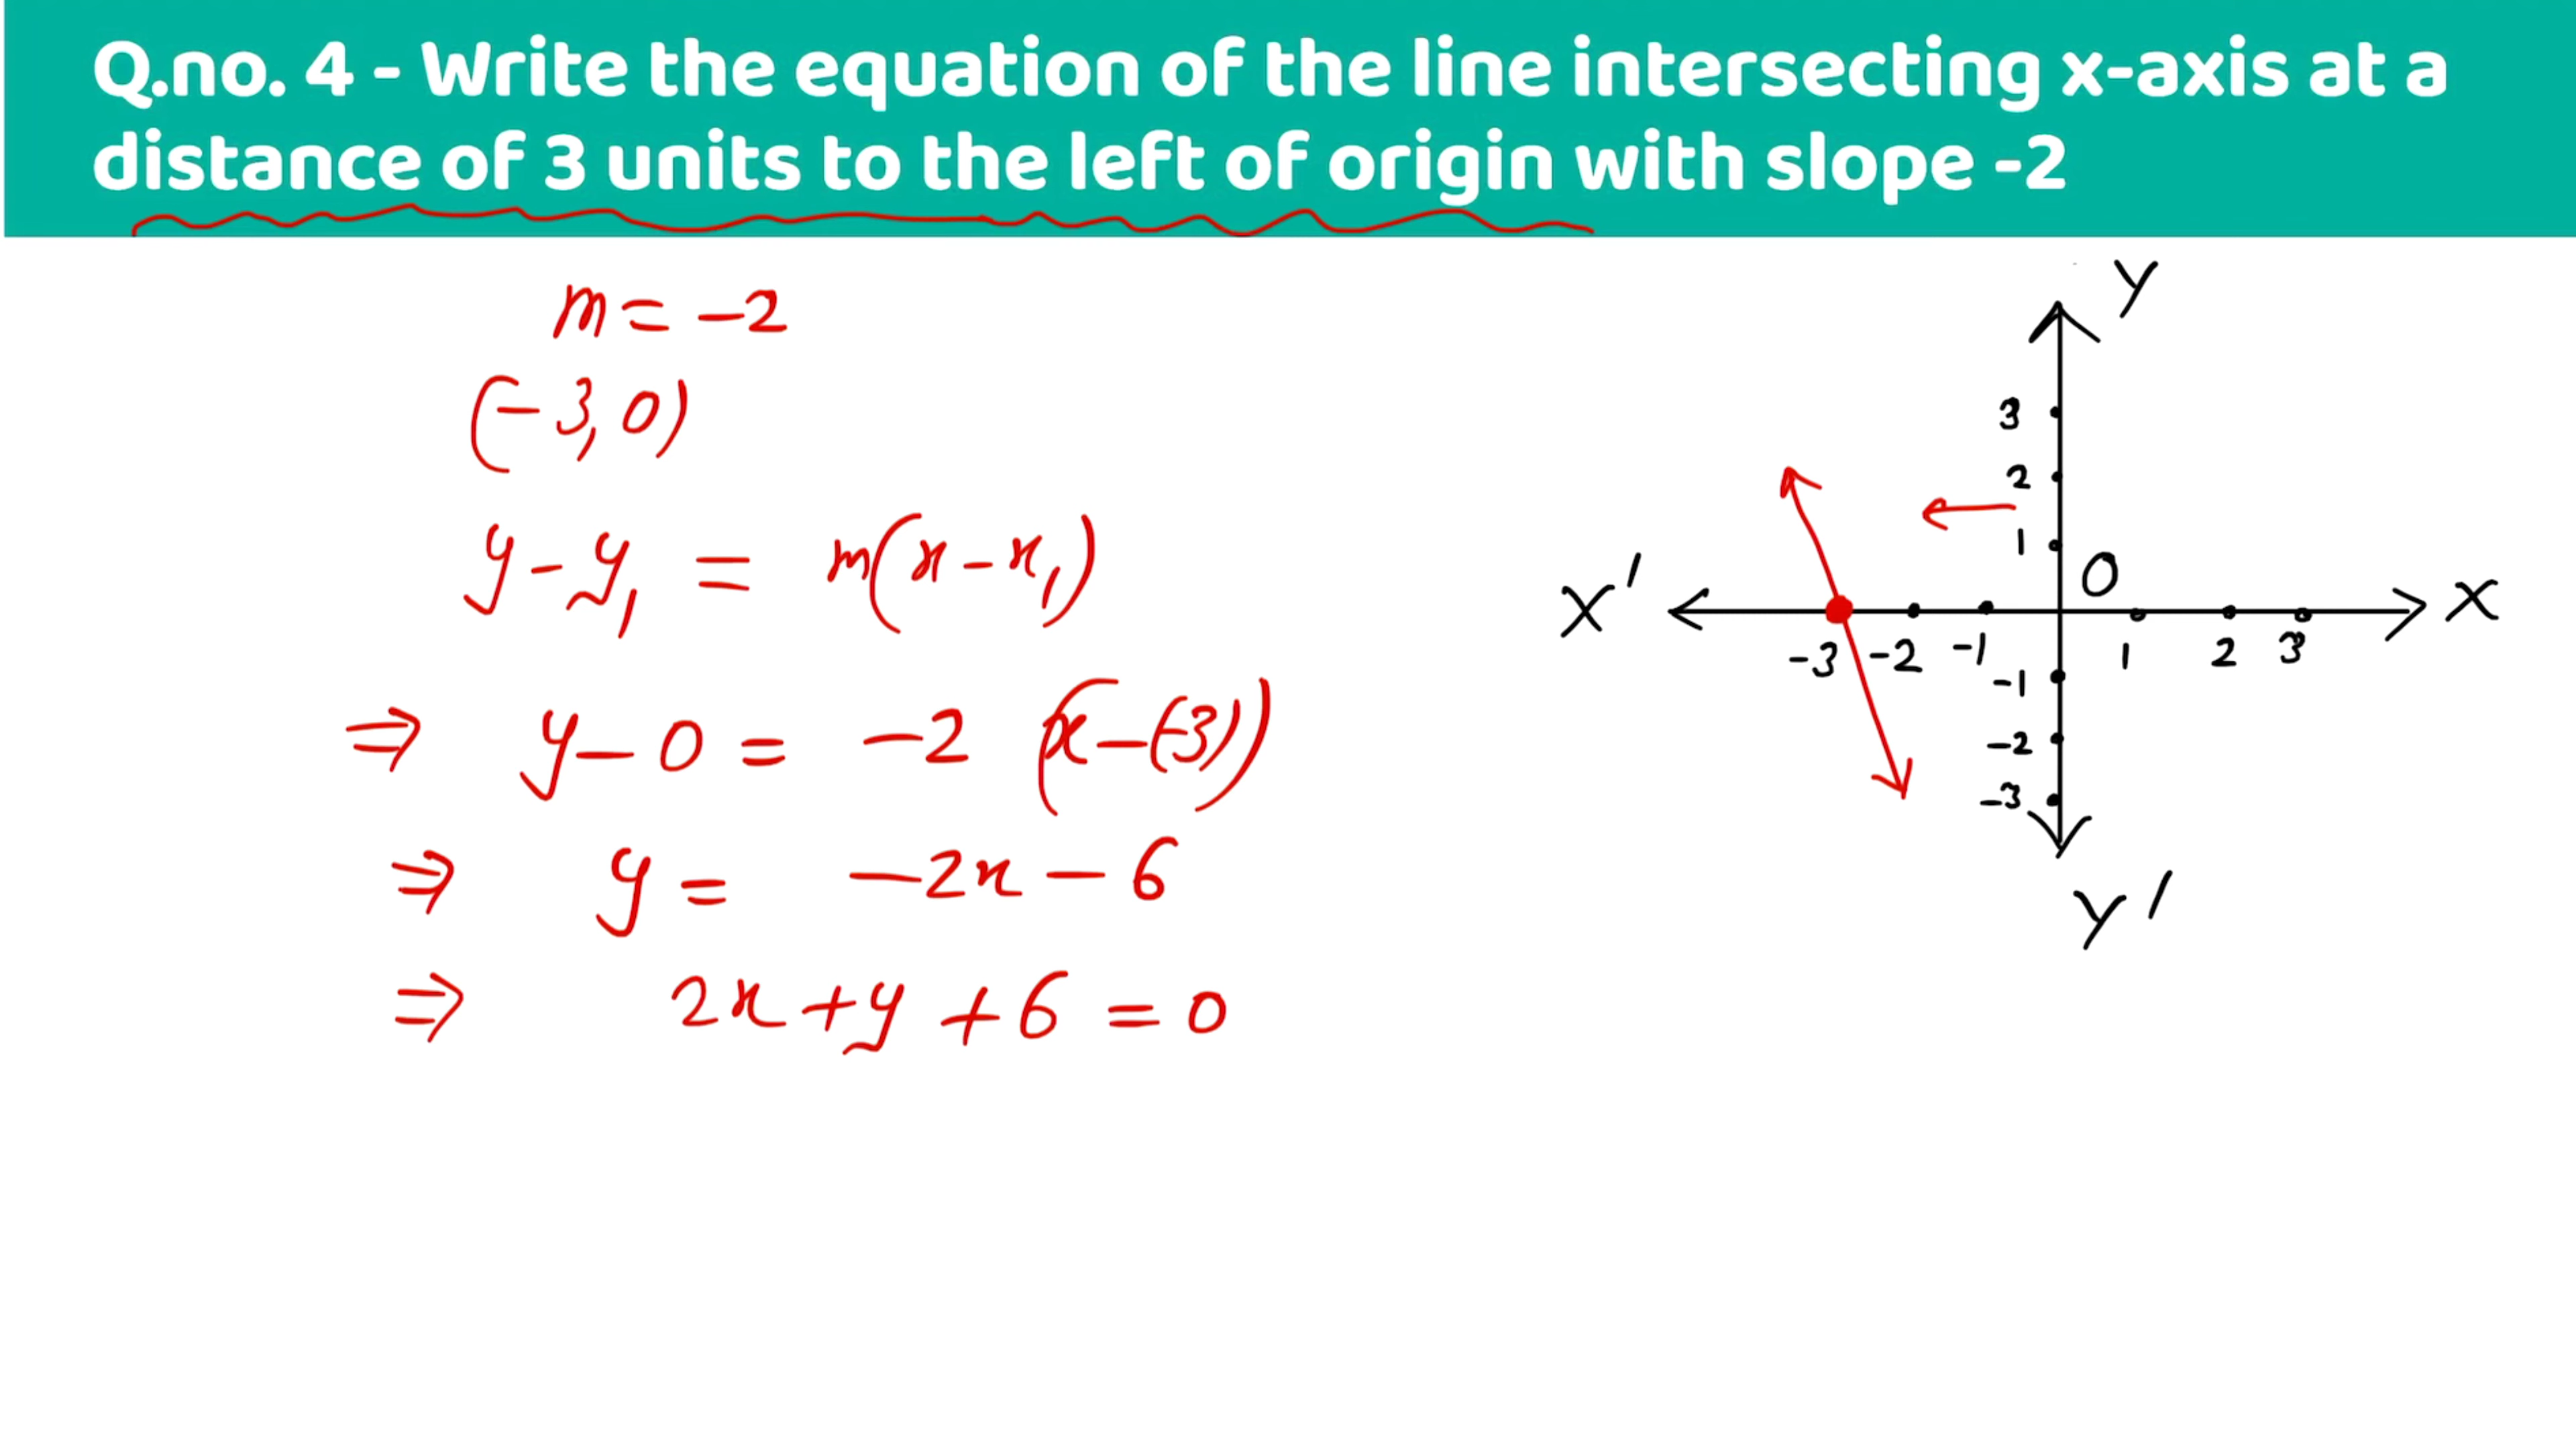 Q.no. 4 - Write the equation of the line intersecting x-axis at a
distance of 3 units to the left of origin with slope -2
m = -2
(-3, 0)
y - y₁ = m(x - x₁)
⇒ y - 0 = -2 (x - (-3))
⇒ y = -2x - 6
⇒ 2x + y + 6 = 0
Y
3
2
1
O
X' X
-3 -2 -1 1 2 3
-1
-2
-3
Y'